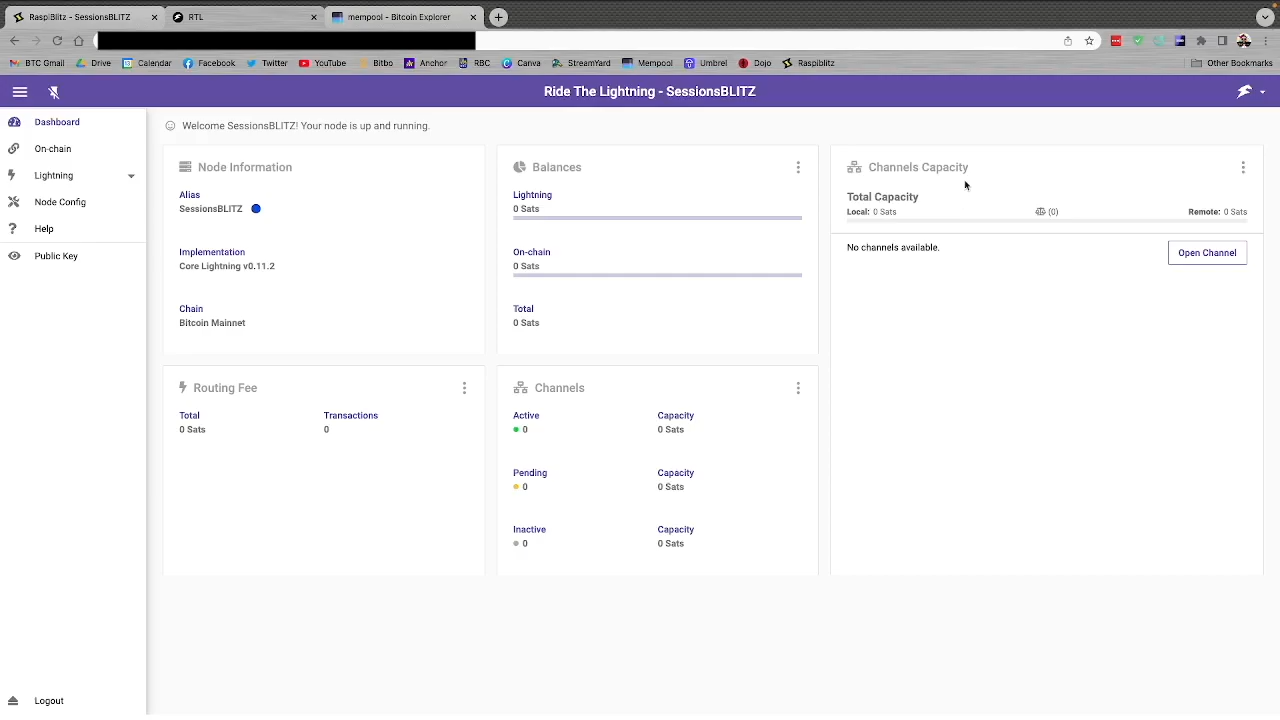 RaspiBlitz - SessionsBLITZ
RTL
mempool - Bitcoin Explorer
BTC Gmail Drive Calendar Facebook Twitter YouTube Bitbo Anchor RBC Canva StreamYard Mempool Umbrel Dojo Raspiblitz Other Bookmarks
Ride The Lightning - SessionsBLITZ
Dashboard
On-chain
Lightning
Node Config
Help
Public Key
Logout
Welcome SessionsBLITZ! Your node is up and running.
Node Information
Alias
SessionsBLITZ
Implementation
Core Lightning v0.11.2
Chain
Bitcoin Mainnet
Balances
Lightning
0 Sats
On-chain
0 Sats
Total
0 Sats
Channels Capacity
Total Capacity
Local: 0 Sats (0) Remote: 0 Sats
No channels available.
Open Channel
Routing Fee
Total Transactions
0 Sats 0
Channels
Active Capacity
0 0 Sats
Pending Capacity
0 0 Sats
Inactive Capacity
0 0 Sats